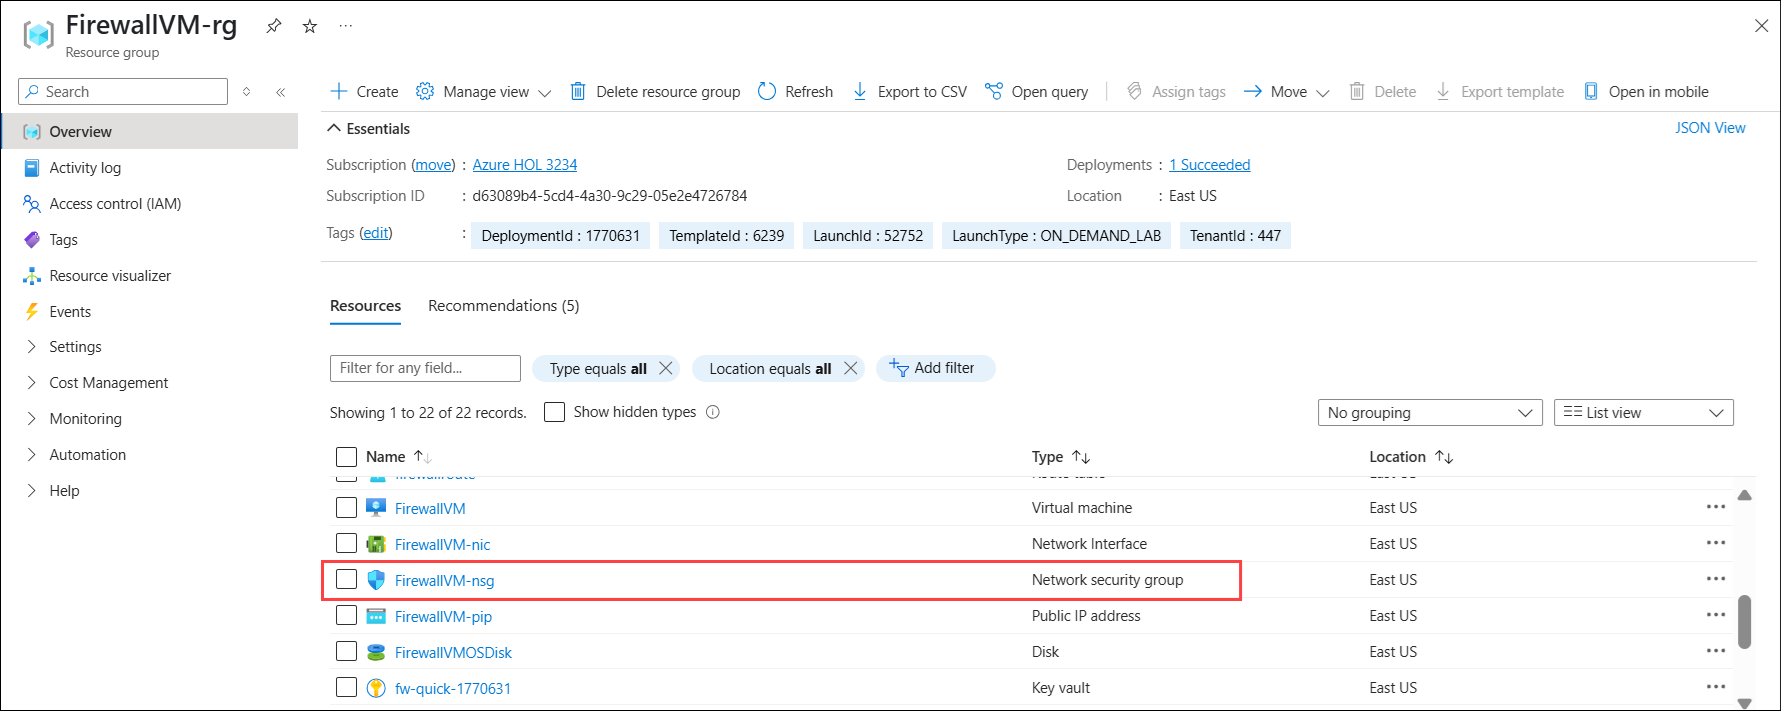 FirewallVM-rg
Resource group
Search
Create Manage view Delete resource group Refresh Export to CSV Open query Assign tags Move Delete Export template Open in mobile
Overview
Activity log
Access control (IAM)
Tags
Resource visualizer
Events
Settings
Cost Management
Monitoring
Automation
Help
Essentials JSON View
Subscription (move) : Azure HOL 3234 Deployments : 1 Succeeded
Subscription ID : d63089b4-5cd4-4a30-9c29-05e2e4726784 Location : East US
Tags (edit) : DeploymentId : 1770631 TemplateId : 6239 LaunchId : 52752 LaunchType : ON_DEMAND_LAB TenantId : 447
Resources Recommendations (5)
Filter for any field... Type equals all Location equals all Add filter
Showing 1 to 22 of 22 records. Show hidden types No grouping List view
Name Type Location
firewallroute Route table East US
FirewallVM Virtual machine East US
FirewallVM-nic Network Interface East US
FirewallVM-nsg Network security group East US
FirewallVM-pip Public IP address East US
FirewallVMOSDisk Disk East US
fw-quick-1770631 Key vault East US